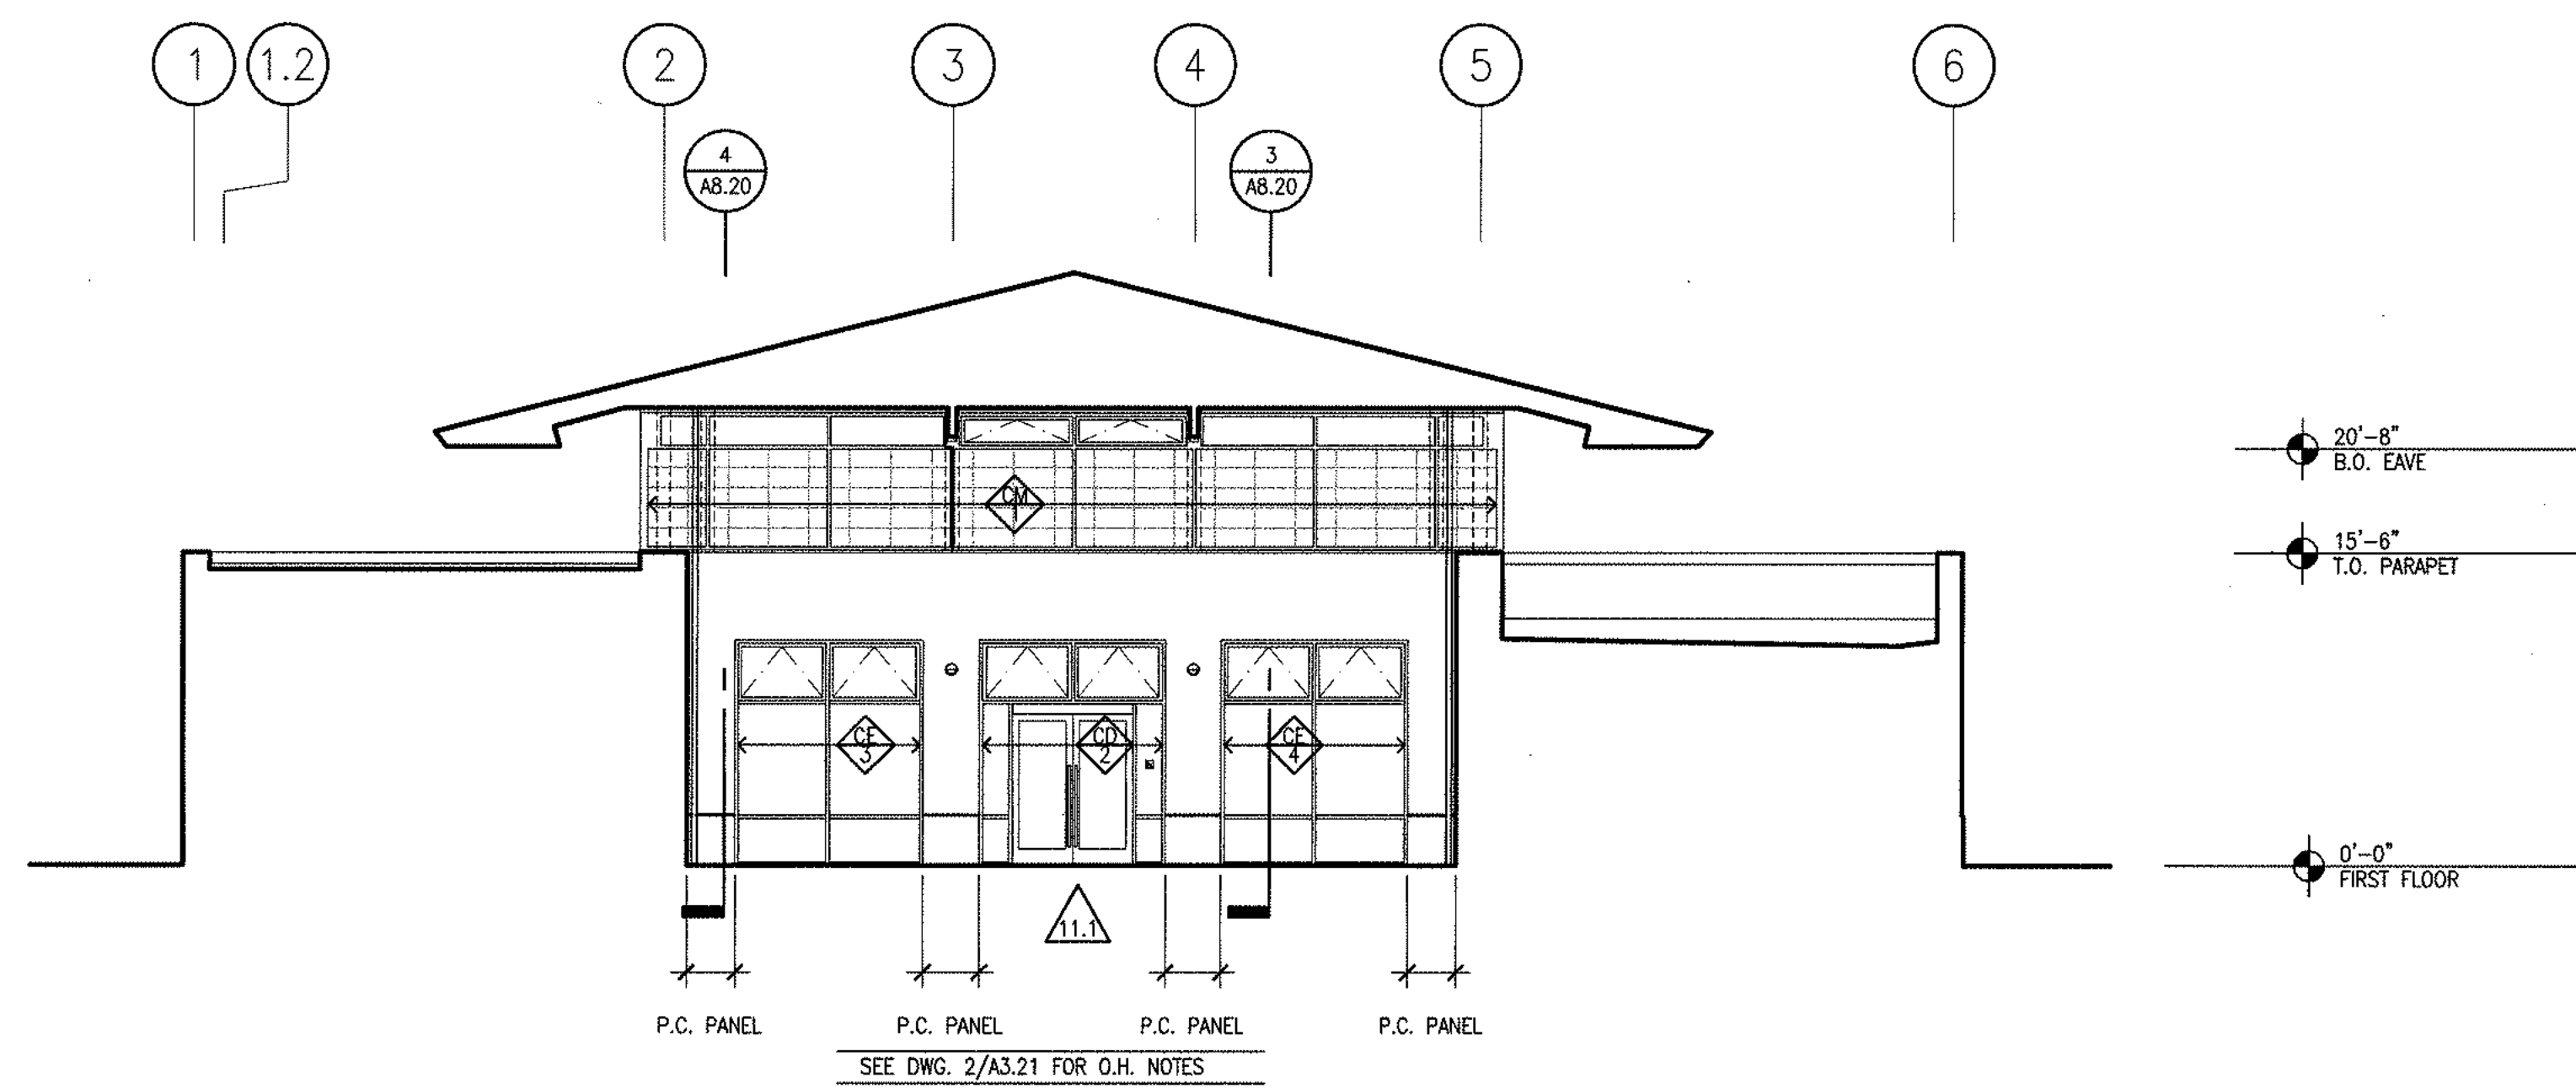 1 1.2 2 3 4 5 6
4
A8.20
3
A8.20
20'-8"
B.O. EAVE
CM
1
15'-6"
T.O. PARAPET
CE
3
CD
2
CE
4
0'-0"
FIRST FLOOR
11.1
P.C. PANEL P.C. PANEL P.C. PANEL P.C. PANEL
SEE DWG. 2/A3.21 FOR O.H. NOTES